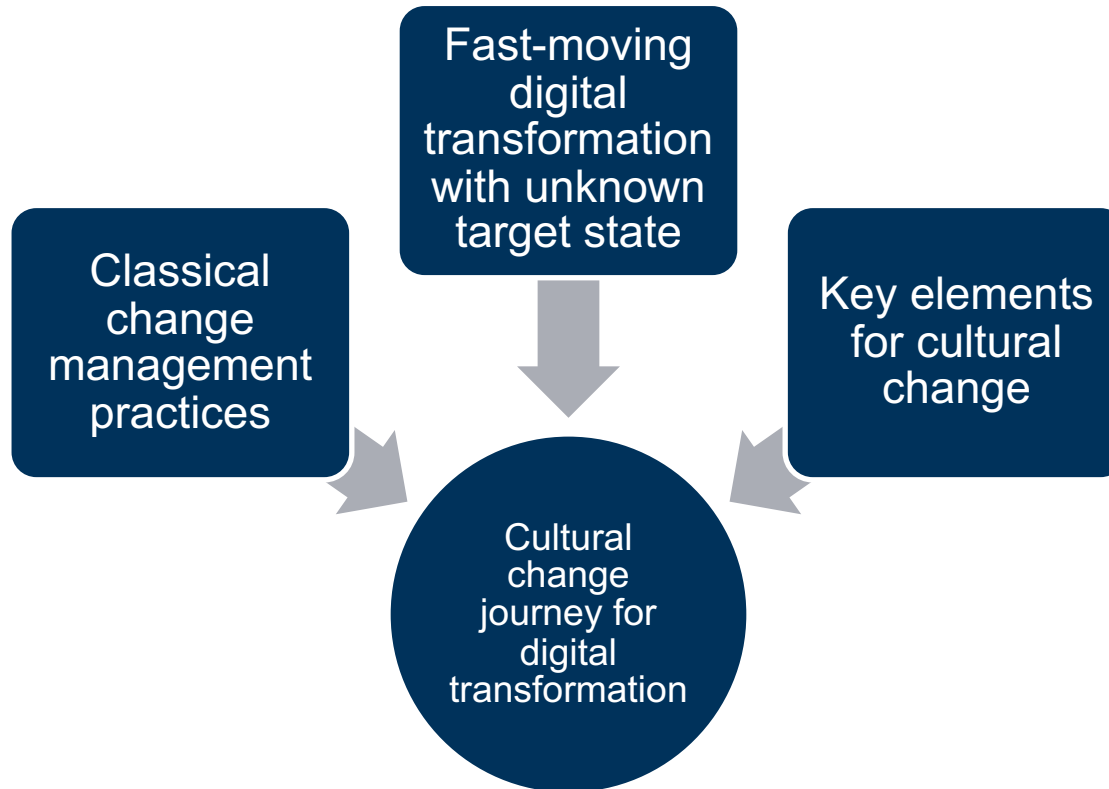 Fast-moving
digital
transformation
with unknown
target state
Classical
change
management
practices
Key elements
for cultural
change
Cultural
change
journey for
digital
transformation